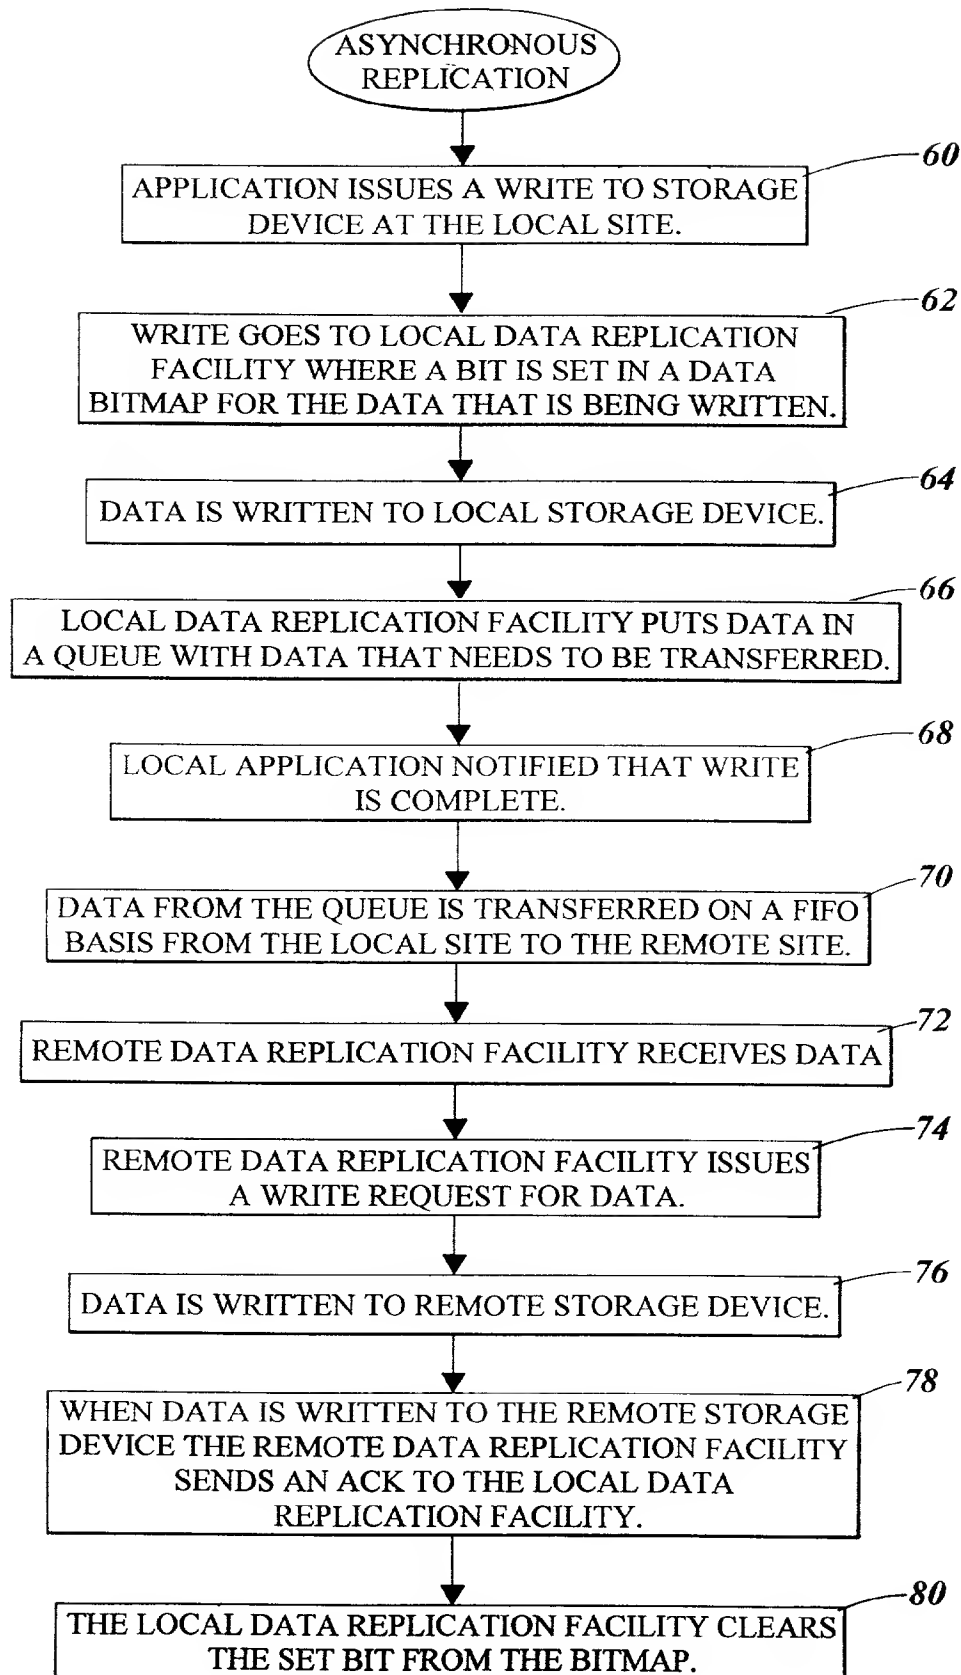 ASYNCHRONOUS
REPLICATION
60
APPLICATION ISSUES A WRITE TO STORAGE
DEVICE AT THE LOCAL SITE.
62
WRITE GOES TO LOCAL DATA REPLICATION
FACILITY WHERE A BIT IS SET IN A DATA
BITMAP FOR THE DATA THAT IS BEING WRITTEN.
64
DATA IS WRITTEN TO LOCAL STORAGE DEVICE.
66
LOCAL DATA REPLICATION FACILITY PUTS DATA IN
A QUEUE WITH DATA THAT NEEDS TO BE TRANSFERRED.
68
LOCAL APPLICATION NOTIFIED THAT WRITE
IS COMPLETE.
70
DATA FROM THE QUEUE IS TRANSFERRED ON A FIFO
BASIS FROM THE LOCAL SITE TO THE REMOTE SITE.
72
REMOTE DATA REPLICATION FACILITY RECEIVES DATA
74
REMOTE DATA REPLICATION FACILITY ISSUES
A WRITE REQUEST FOR DATA.
76
DATA IS WRITTEN TO REMOTE STORAGE DEVICE.
78
WHEN DATA IS WRITTEN TO THE REMOTE STORAGE
DEVICE THE REMOTE DATA REPLICATION FACILITY
SENDS AN ACK TO THE LOCAL DATA
REPLICATION FACILITY.
80
THE LOCAL DATA REPLICATION FACILITY CLEARS
THE SET BIT FROM THE BITMAP.